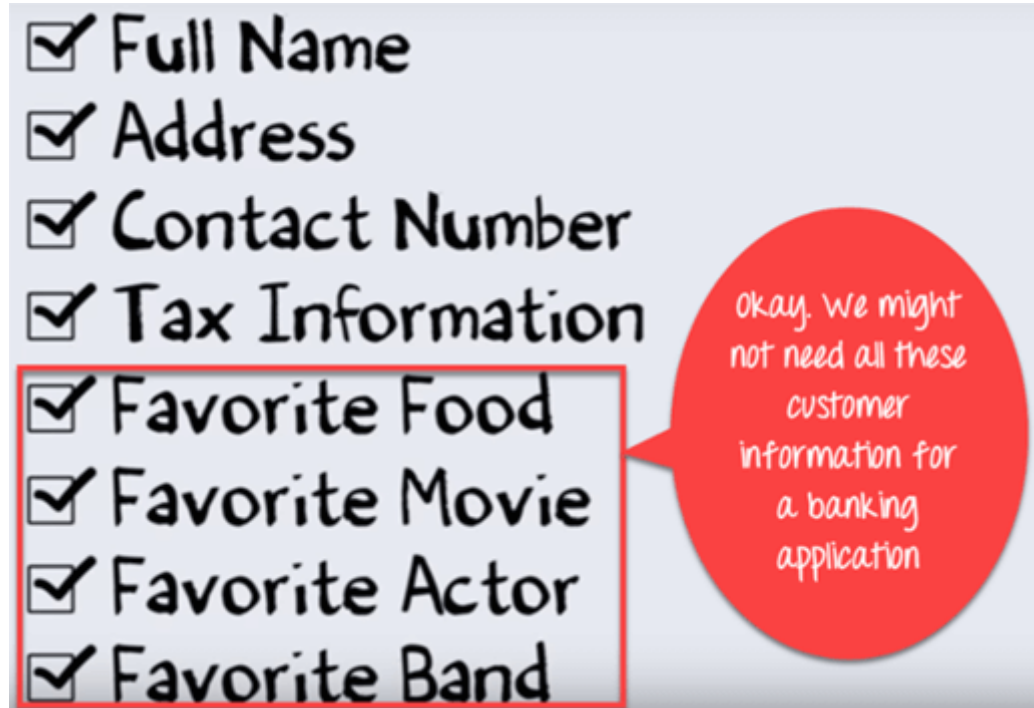 Full Name
Address
Contact Number
Tax Information
Favorite Food
Favorite Movie
Favorite Actor
Favorite Band
Okay. We might
not need all these
customer
information for
a banking
application